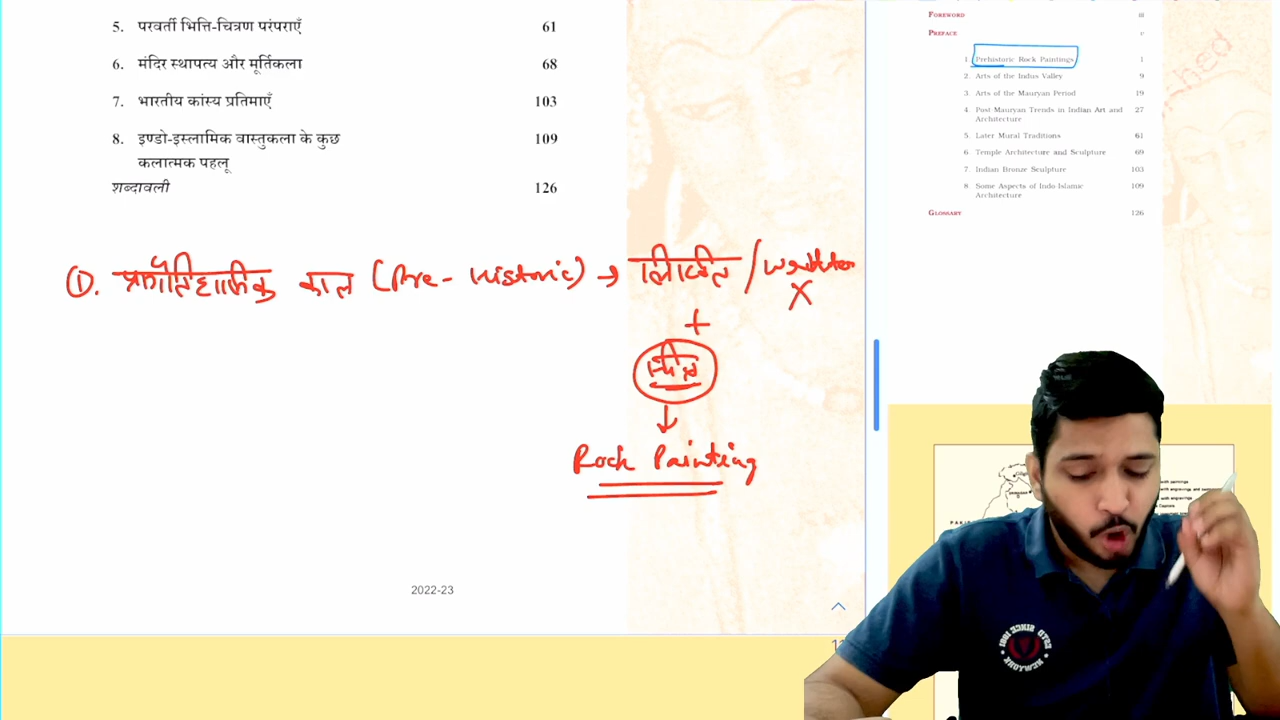 5. परवर्ती भित्ति-चित्रण परंपराएँ 61
6. मंदिर स्थापत्य और मूर्तिकला 68
7. भारतीय कांस्य प्रतिमाएँ 103
8. इण्डो-इस्लामिक वास्तुकला के कुछ
कलात्मक पहलू 109
शब्दावली 126
①. प्रागैतिहासिक काल (Pre-Historic) → लिखित / written
X
+
चित्र
↓
Rock Painting
2022-23
FOREWORD iii
PREFACE v
1. Prehistoric Rock Paintings 1
2. Arts of the Indus Valley 9
3. Arts of the Mauryan Period 19
4. Post-Mauryan Trends in Indian Art and 27
Architecture
5. Later Mural Traditions 61
6. Temple Architecture and Sculpture 69
7. Indian Bronze Sculpture 103
8. Some Aspects of Indo Islamic 109
Architecture
GLOSSARY 126